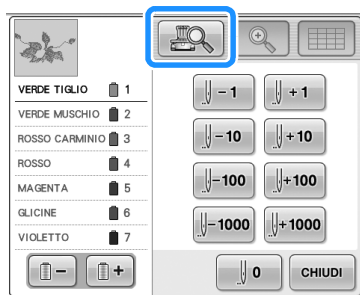 VERDE TIGLIO 1
VERDE MUSCHIO 2
ROSSO CARMINIO 3
ROSSO 4
MAGENTA 5
GLICINE 6
VIOLETTO 7
− +
− 1 + 1
− 10 + 10
−100 +100
−1000 +1000
0 CHIUDI